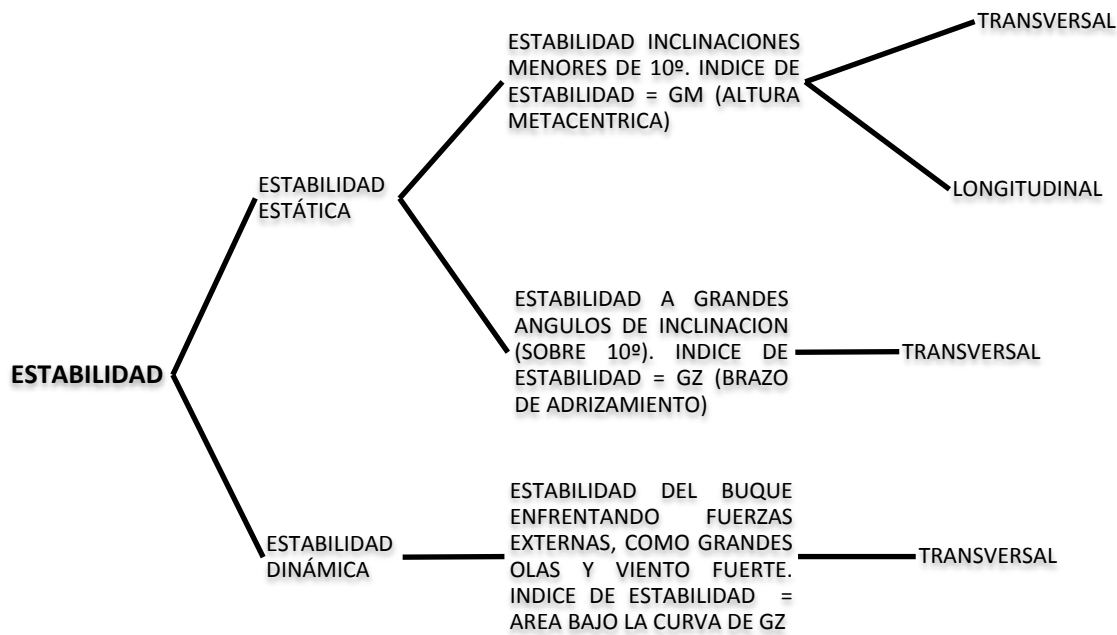 ESTABILIDAD
ESTABILIDAD
ESTÁTICA
ESTABILIDAD INCLINACIONES
MENORES DE 10º. INDICE DE
ESTABILIDAD = GM (ALTURA
METACENTRICA)
TRANSVERSAL
LONGITUDINAL
ESTABILIDAD A GRANDES
ANGULOS DE INCLINACION
(SOBRE 10º). INDICE DE
ESTABILIDAD = GZ (BRAZO
DE ADRIZAMIENTO)
TRANSVERSAL
ESTABILIDAD
DINÁMICA
ESTABILIDAD DEL BUQUE
ENFRENTANDO FUERZAS
EXTERNAS, COMO GRANDES
OLAS Y VIENTO FUERTE.
INDICE DE ESTABILIDAD =
AREA BAJO LA CURVA DE GZ
TRANSVERSAL